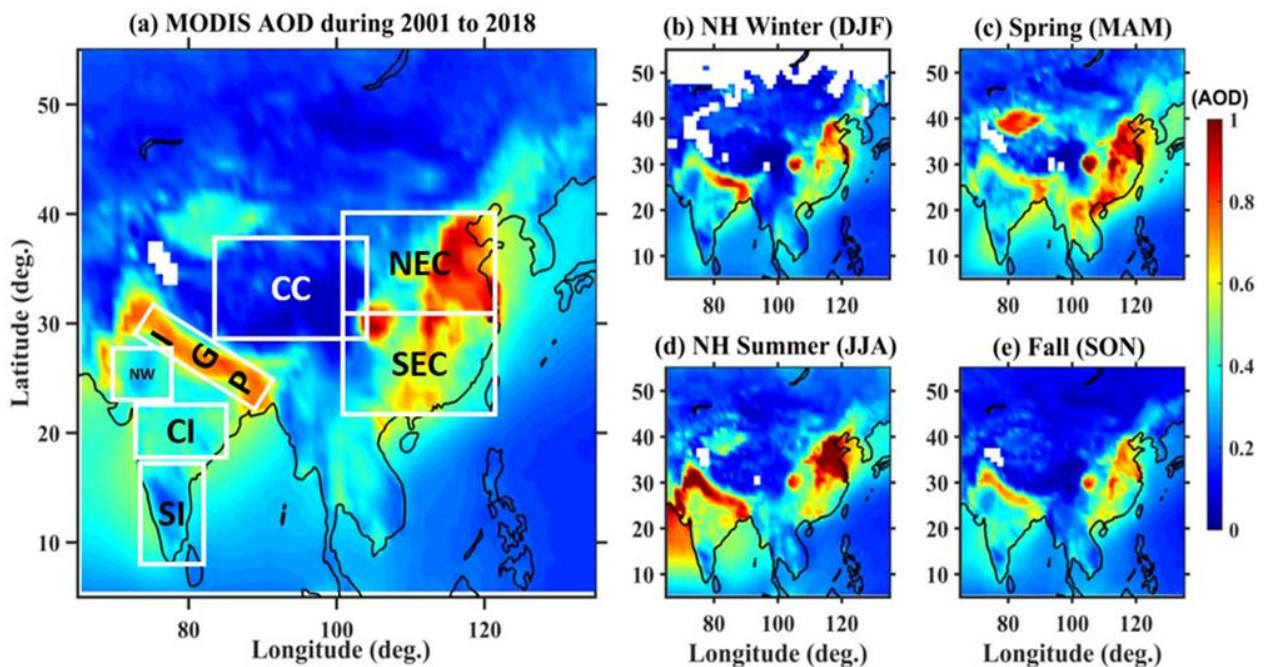 (a) MODIS AOD during 2001 to 2018
50
40
30
20
10
80
100
120
Latitude (deg.)
Longitude (deg.)
CC
NEC
SEC
I G P
NW
CI
SI
(b) NH Winter (DJF)
50
40
30
20
10
80 100 120
(c) Spring (MAM)
50
40
30
20
10
80 100 120
(d) NH Summer (JJA)
50
40
30
20
10
80 100 120
Longitude (deg.)
(e) Fall (SON)
50
40
30
20
10
80 100 120
Longitude (deg.)
(AOD)
1
0.8
0.6
0.4
0.2
0